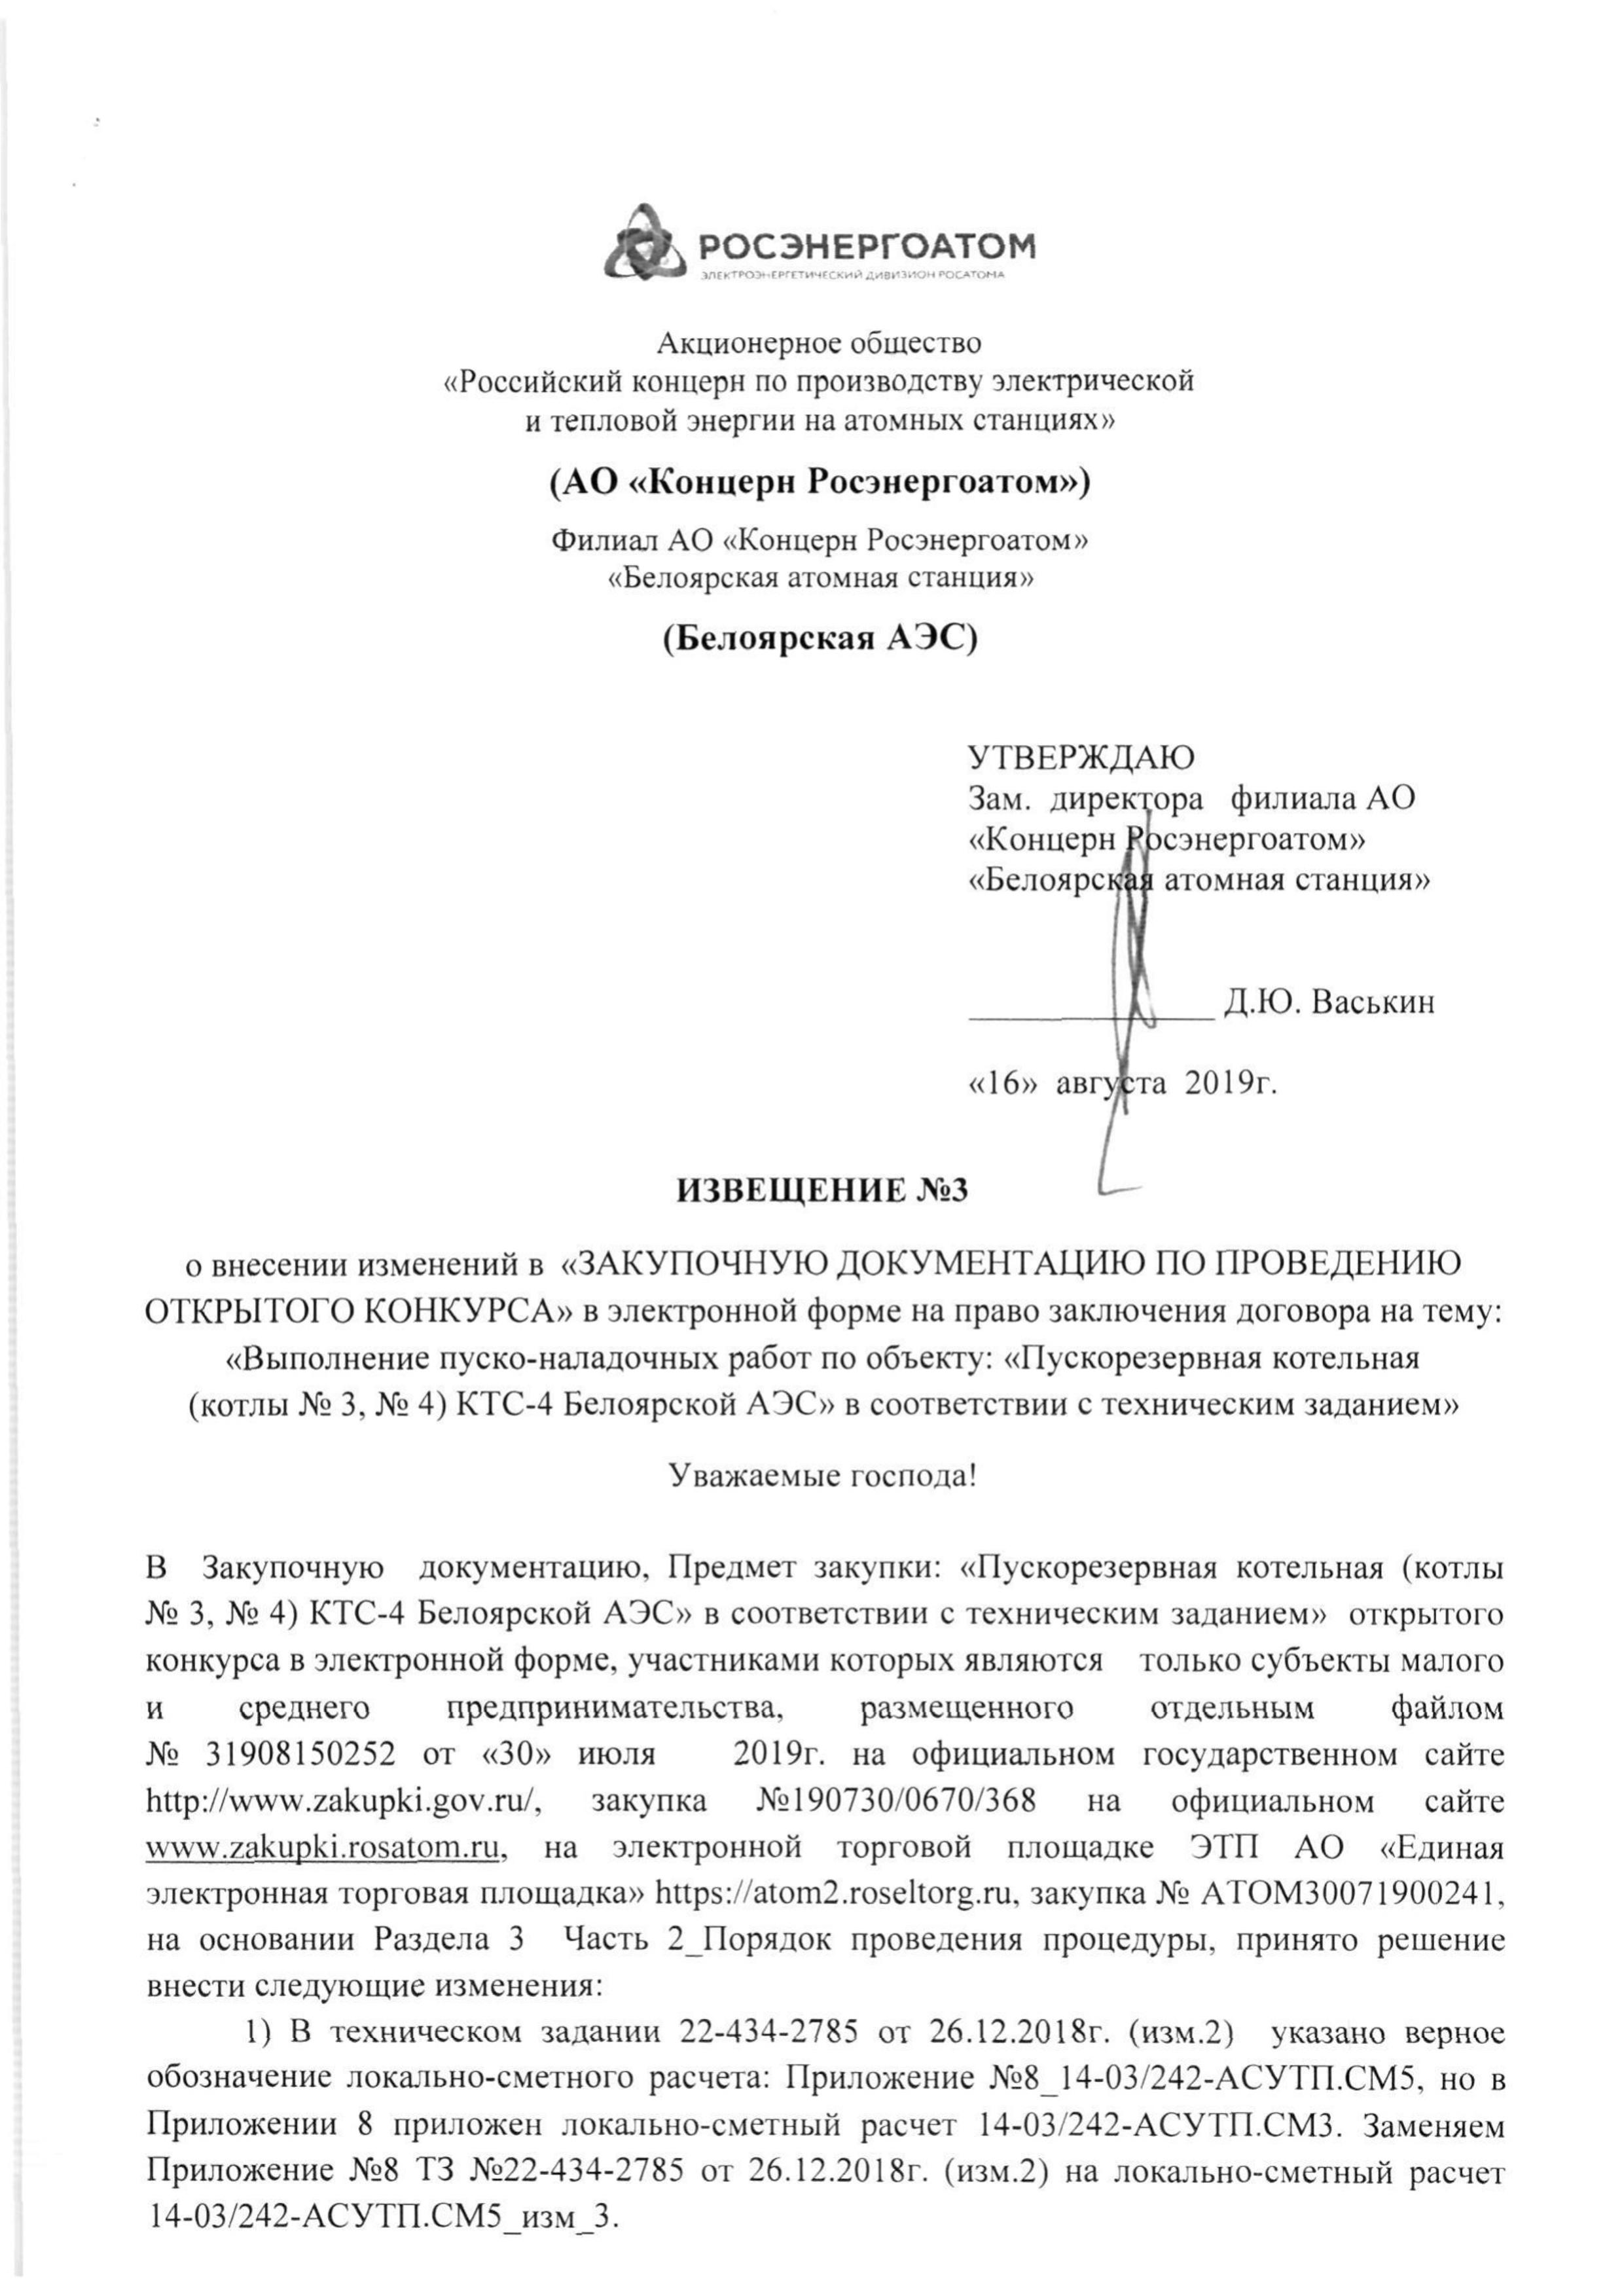 РОСЭНЕРГОАТОМ
ЭЛЕКТРОЭНЕРГЕТИЧЕСКИЙ ДИВИЗИОН РОСАТОМА
Акционерное общество
«Российский концерн по производству электрической
и тепловой энергии на атомных станциях»
(АО «Концерн Росэнергоатом»)
Филиал АО «Концерн Росэнергоатом»
«Белоярская атомная станция»
(Белоярская АЭС)
УТВЕРЖДАЮ
Зам. директора филиала АО
«Концерн Росэнергоатом»
«Белоярская атомная станция»
______________ Д.Ю. Васькин
«16» августа 2019г.
ИЗВЕЩЕНИЕ №3
о внесении изменений в «ЗАКУПОЧНУЮ ДОКУМЕНТАЦИЮ ПО ПРОВЕДЕНИЮ
ОТКРЫТОГО КОНКУРСА» в электронной форме на право заключения договора на тему:
«Выполнение пуско-наладочных работ по объекту: «Пускорезервная котельная
(котлы № 3, № 4) КТС-4 Белоярской АЭС» в соответствии с техническим заданием»
Уважаемые господа!
В Закупочную документацию, Предмет закупки: «Пускорезервная котельная (котлы
№ 3, № 4) КТС-4 Белоярской АЭС» в соответствии с техническим заданием» открытого
конкурса в электронной форме, участниками которых являются только субъекты малого
и среднего предпринимательства, размещенного отдельным файлом
№ 31908150252 от «30» июля 2019г. на официальном государственном сайте
http://www.zakupki.gov.ru/, закупка №190730/0670/368 на официальном сайте
www.zakupki.rosatom.ru, на электронной торговой площадке ЭТП АО «Единая
электронная торговая площадка» https://atom2.roseltorg.ru, закупка № АТОМ30071900241,
на основании Раздела 3 Часть 2_Порядок проведения процедуры, принято решение
внести следующие изменения:
1) В техническом задании 22-434-2785 от 26.12.2018г. (изм.2) указано верное
обозначение локально-сметного расчета: Приложение №8_14-03/242-АСУТП.СМ5, но в
Приложении 8 приложен локально-сметный расчет 14-03/242-АСУТП.СМ3. Заменяем
Приложение №8 ТЗ №22-434-2785 от 26.12.2018г. (изм.2) на локально-сметный расчет
14-03/242-АСУТП.СМ5_изм_3.